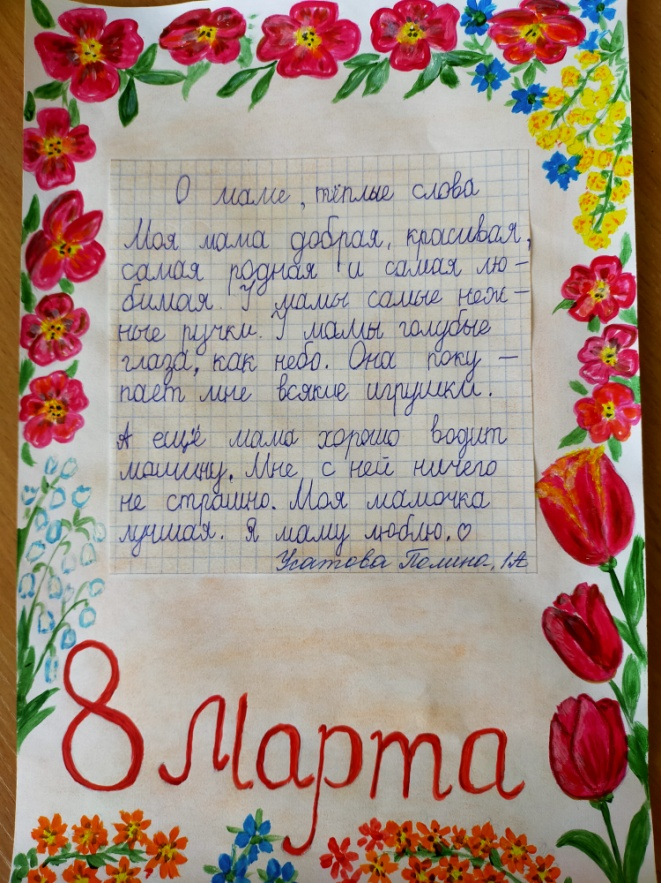 О маме, тёплые слова
Моя мама добрая, красивая,
самая родная и самая лю-
бимая. У мамы самые неж-
ные ручки. У мамы голубые
глаза, как небо. Она поку-
пает мне всякие игрушки.
А ещё мама хорошо водит
машину. Мне с ней ничего
не страшно. Моя мамочка
лучшая. Я маму люблю. ♡
Усатова Полина, 1А
8 Марта